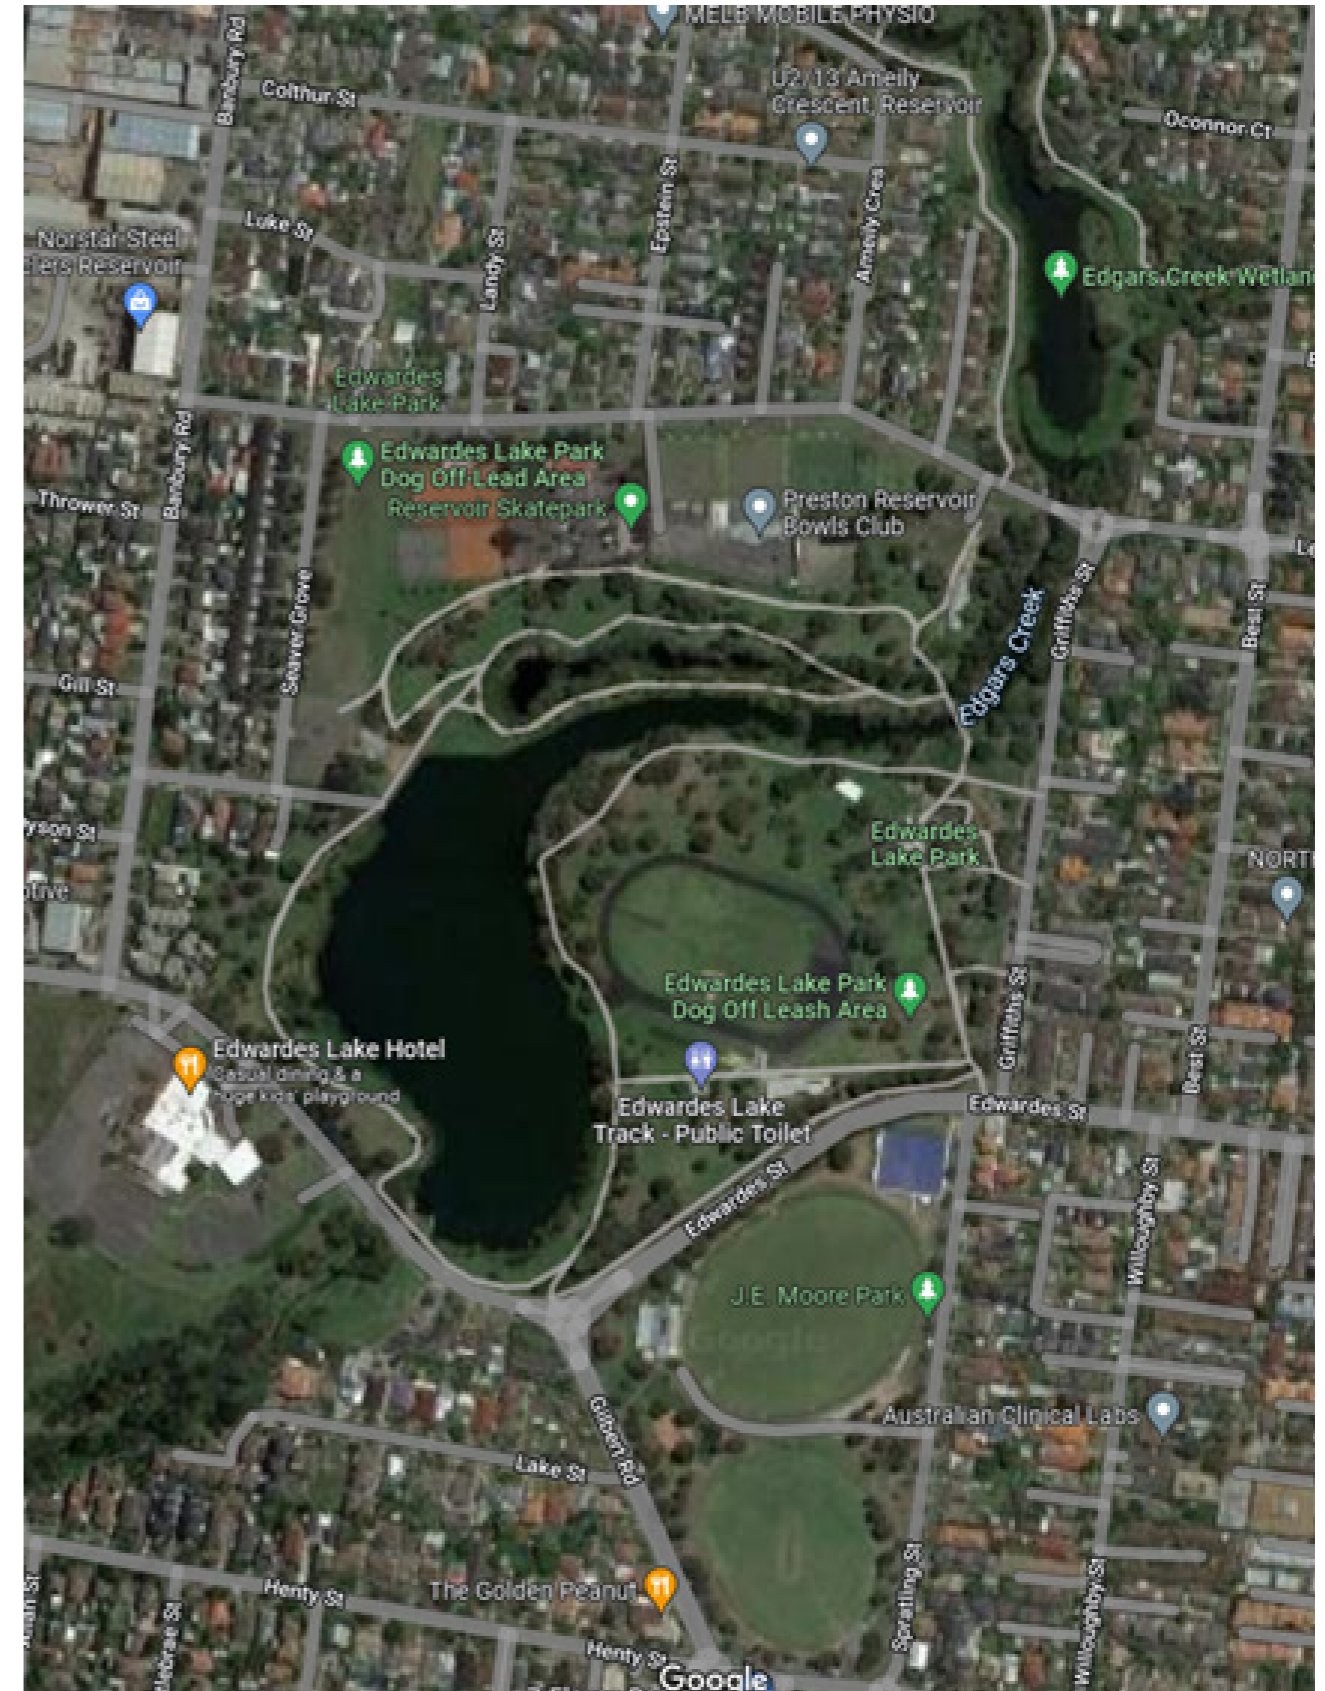 MELB MOBILE PHYSIO
Banbury Rd
Colthur St
U2/13 Ameily
Crescent, Reservoir
Oconnor Ct
Epstein St
Ameily Cres
Luke St
Landy St
Norstar Steel
Reservoir
Edgars Creek Wetlan
Edwardes
Lake Park
Edwardes Lake Park
Dog Off-Lead Area
Reservoir Skatepark
Preston Reservoir
Bowls Club
Banbury Rd
Thrower St
Seaver Grove
Gill St
Edgars Creek
Griffiths St
Best St
Edwardes
Lake Park
NORT
Edwardes Lake Park
Dog Off Leash Area
Griffiths St
Best St
Edwardes Lake Hotel
Casual dining & a
huge kids' playground
Edwardes Lake
Track - Public Toilet
Edwardes St
Edwardes St
Willoughby St
J.E. Moore Park
Google
Australian Clinical Labs
Gilbert Rd
Lake St
Spratling St
Willoughby St
Henty St
The Golden Peanut
Henty St
Google